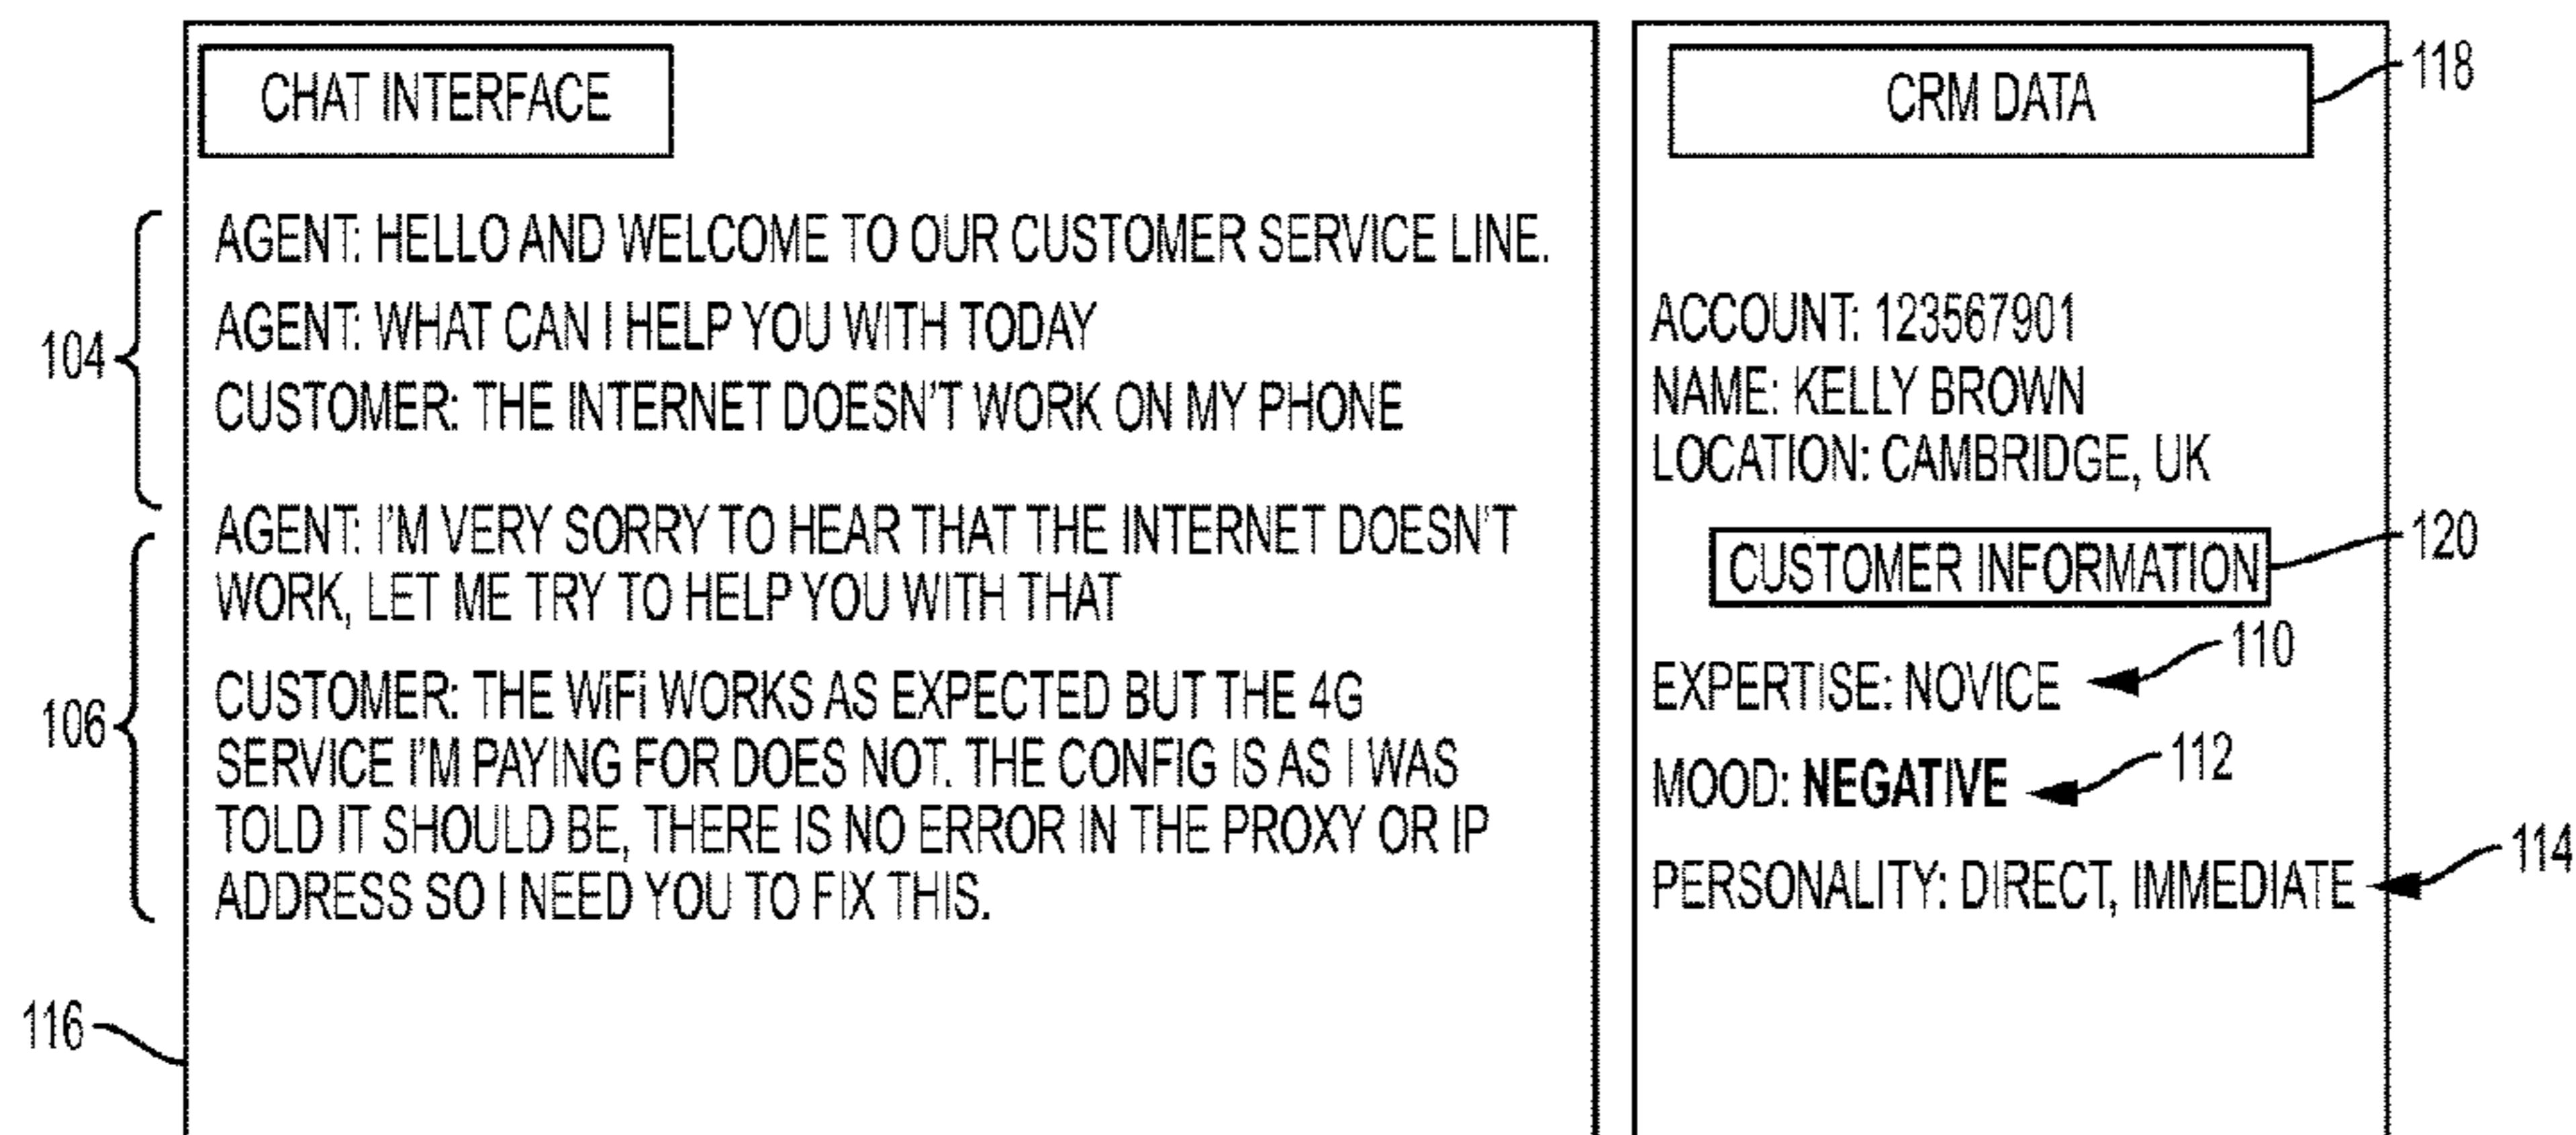 CHAT INTERFACE
104
AGENT: HELLO AND WELCOME TO OUR CUSTOMER SERVICE LINE.
AGENT: WHAT CAN I HELP YOU WITH TODAY
CUSTOMER: THE INTERNET DOESN'T WORK ON MY PHONE
106
AGENT: I'M VERY SORRY TO HEAR THAT THE INTERNET DOESN'T
WORK, LET ME TRY TO HELP YOU WITH THAT
CUSTOMER: THE WiFi WORKS AS EXPECTED BUT THE 4G
SERVICE I'M PAYING FOR DOES NOT. THE CONFIG IS AS I WAS
TOLD IT SHOULD BE, THERE IS NO ERROR IN THE PROXY OR IP
ADDRESS SO I NEED YOU TO FIX THIS.
116
CRM DATA
118
ACCOUNT: 123567901
NAME: KELLY BROWN
LOCATION: CAMBRIDGE, UK
CUSTOMER INFORMATION
120
EXPERTISE: NOVICE
110
MOOD: NEGATIVE
112
PERSONALITY: DIRECT, IMMEDIATE
114